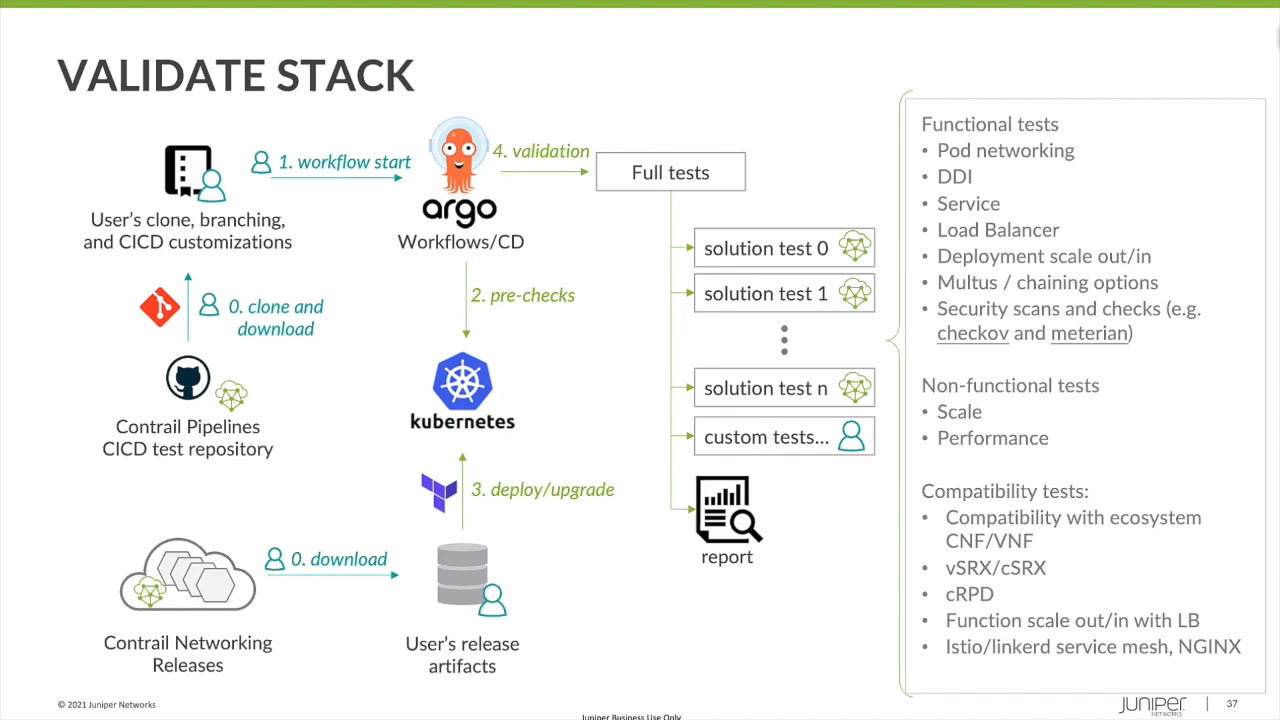 VALIDATE STACK
1. workflow start
4. validation
Full tests
argo
Workflows/CD
User's clone, branching,
and CICD customizations
2. pre-checks
0. clone and
download
kubernetes
Contrail Pipelines
CICD test repository
3. deploy/upgrade
0. download
Contrail Networking
Releases
User's release
artifacts
solution test 0
solution test 1
solution test n
custom tests...
report
Functional tests
• Pod networking
• DDI
• Service
• Load Balancer
• Deployment scale out/in
• Multus / chaining options
• Security scans and checks (e.g.
checkov and meterian)
Non-functional tests
• Scale
• Performance
Compatibility tests:
• Compatibility with ecosystem
CNF/VNF
• vSRX/cSRX
• cRPD
• Function scale out/in with LB
• Istio/linkerd service mesh, NGINX
© 2021 Juniper Networks
Juniper Business Use Only
JUNIPER
NETWORKS
37